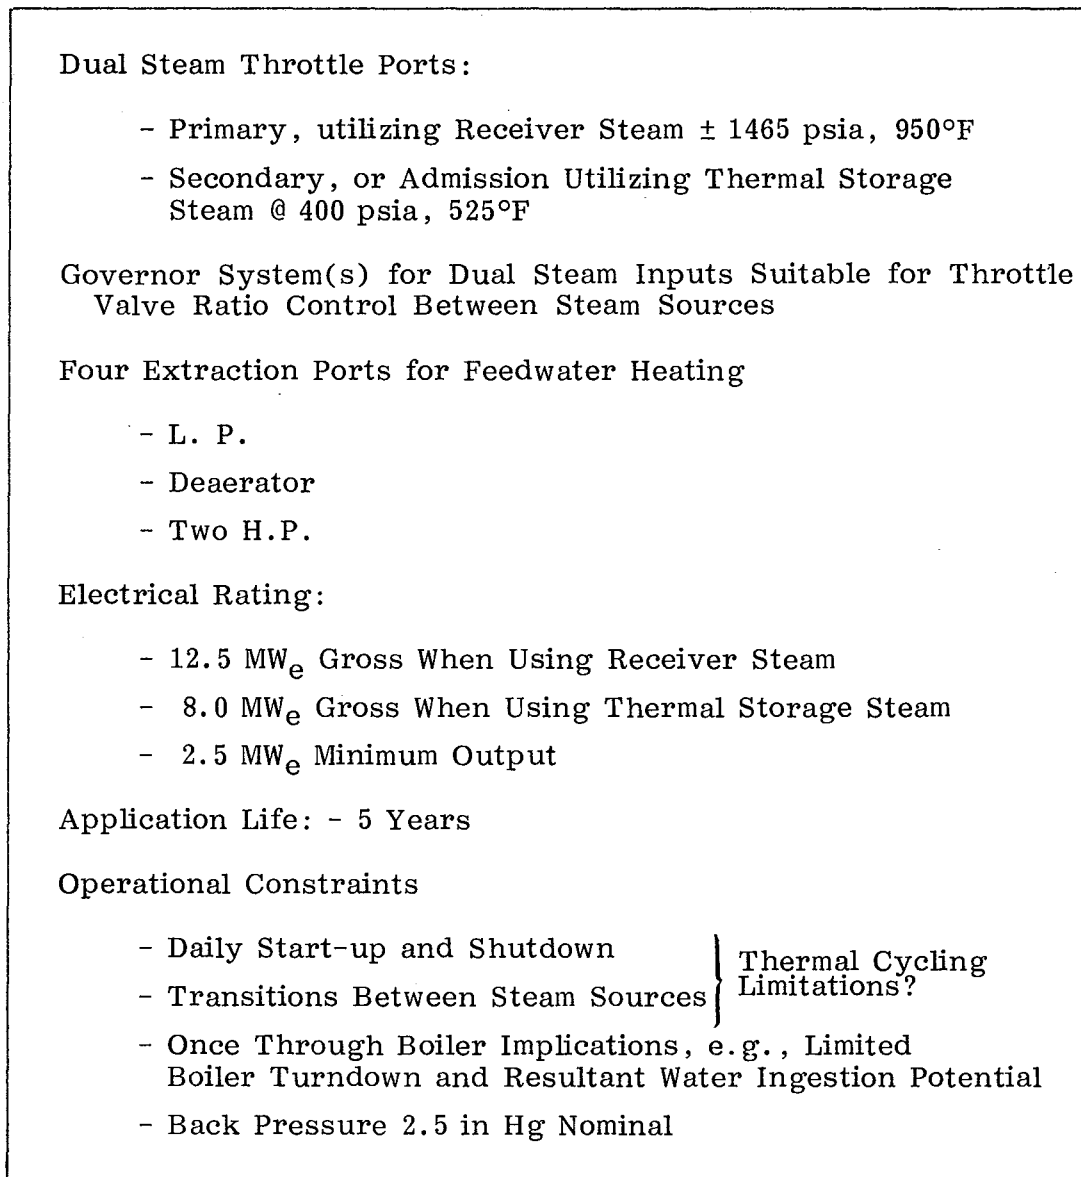 Dual Steam Throttle Ports:
- Primary, utilizing Receiver Steam ± 1465 psia, 950°F
- Secondary, or Admission Utilizing Thermal Storage
Steam @ 400 psia, 525°F
Governor System(s) for Dual Steam Inputs Suitable for Throttle
Valve Ratio Control Between Steam Sources
Four Extraction Ports for Feedwater Heating
- L. P.
- Deaerator
- Two H.P.
Electrical Rating:
- 12.5 MWe Gross When Using Receiver Steam
- 8.0 MWe Gross When Using Thermal Storage Steam
- 2.5 MWe Minimum Output
Application Life: - 5 Years
Operational Constraints
- Daily Start-up and Shutdown
- Transitions Between Steam Sources
Thermal Cycling
Limitations?
- Once Through Boiler Implications, e.g., Limited
Boiler Turndown and Resultant Water Ingestion Potential
- Back Pressure 2.5 in Hg Nominal